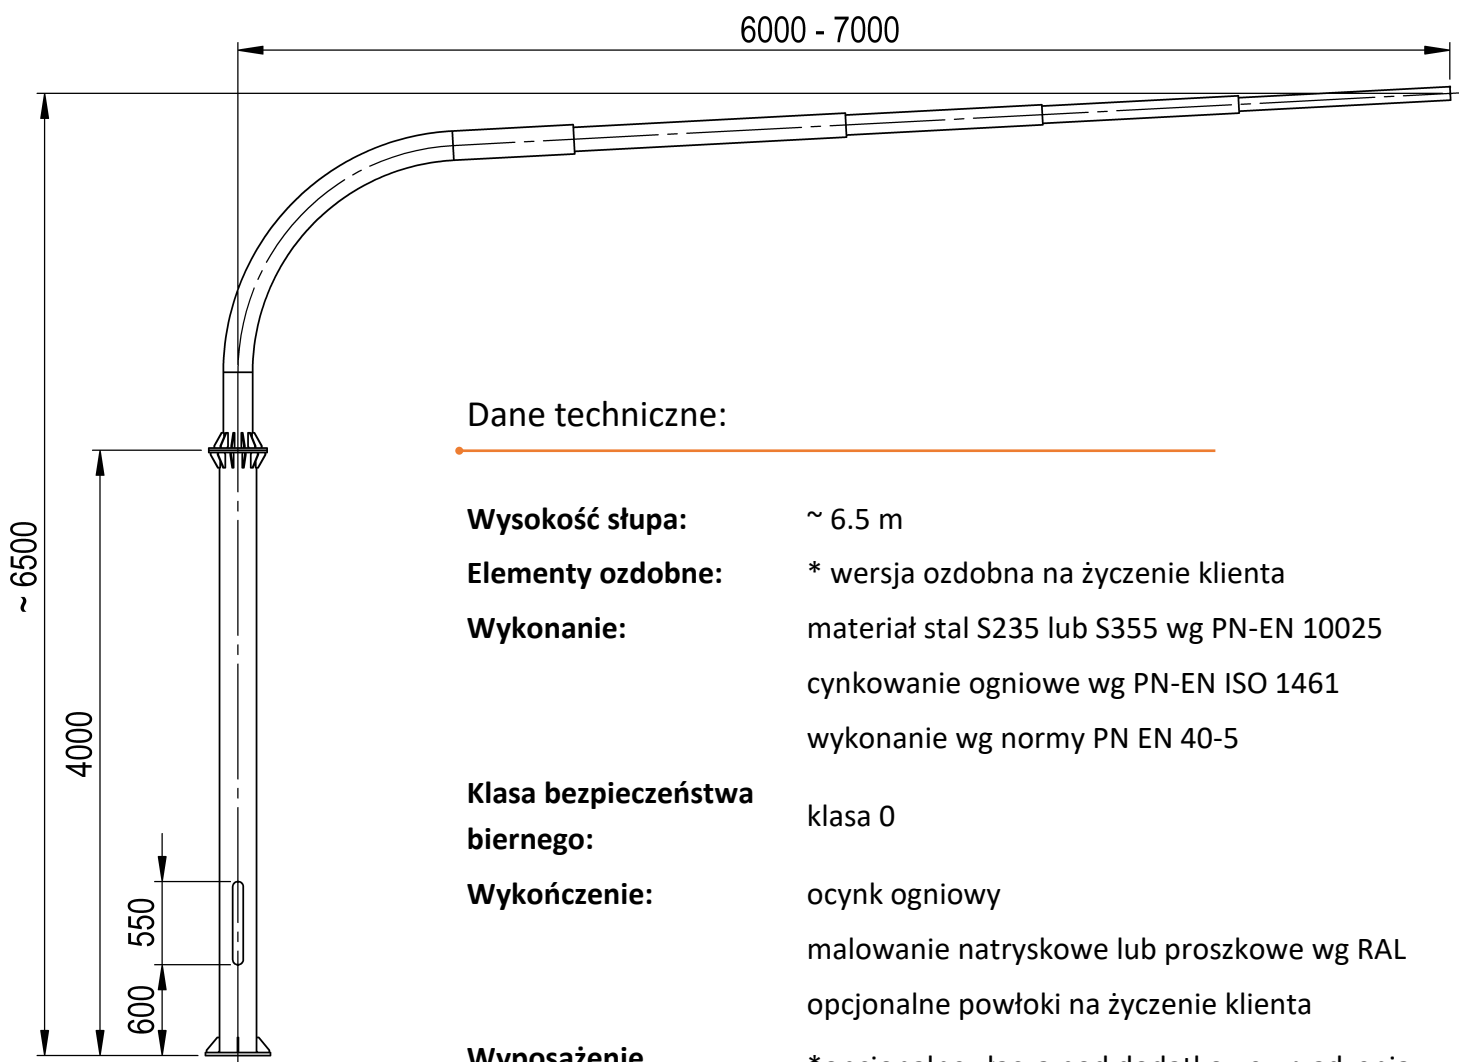 6000 - 7000
~ 6500
4000
550
600
Dane techniczne:
Wysokość słupa: ~ 6.5 m
Elementy ozdobne: * wersja ozdobna na życzenie klienta
Wykonanie: materiał stal S235 lub S355 wg PN-EN 10025
cynkowanie ogniowe wg PN-EN ISO 1461
wykonanie wg normy PN EN 40-5
Klasa bezpieczeństwa
biernego: klasa 0
Wykończenie: ocynk ogniowy
malowanie natryskowe lub proszkowe wg RAL
opcjonalne powłoki na życzenie klienta
Wyposażenie